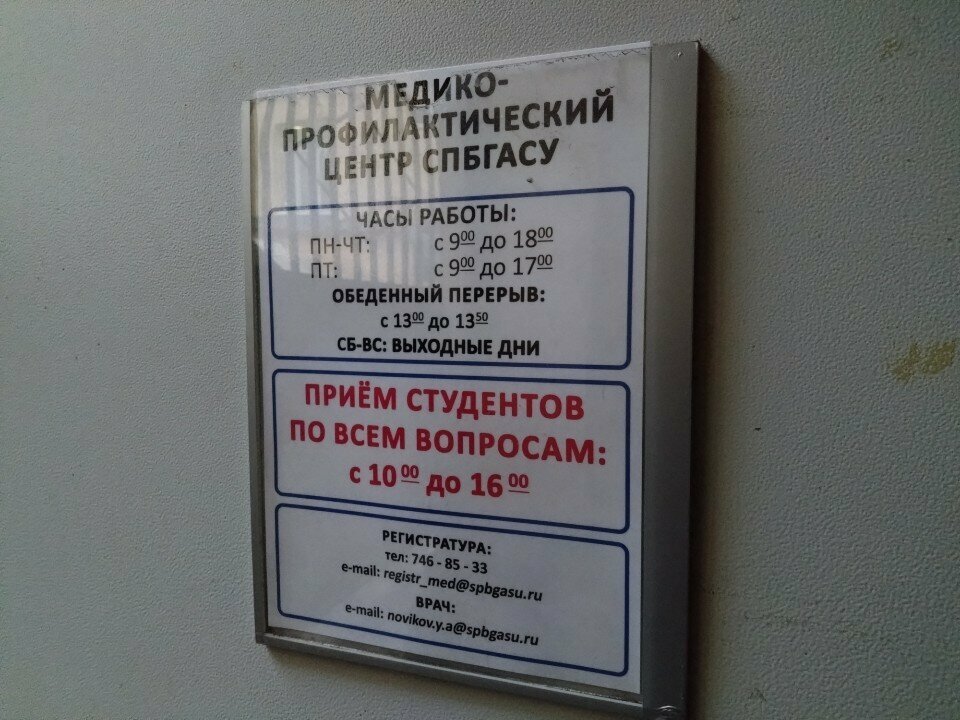 МЕДИКО-
ПРОФИЛАКТИЧЕСКИЙ
ЦЕНТР СПБГАСУ
ЧАСЫ РАБОТЫ:
ПН-ЧТ: с 9⁰⁰ до 18⁰⁰
ПТ: с 9⁰⁰ до 17⁰⁰
ОБЕДЕННЫЙ ПЕРЕРЫВ:
с 13⁰⁰ до 13⁵⁰
СБ-ВС: ВЫХОДНЫЕ ДНИ
ПРИЁМ СТУДЕНТОВ
ПО ВСЕМ ВОПРОСАМ:
с 10⁰⁰ до 16⁰⁰
РЕГИСТРАТУРА:
тел: 746 - 85 - 33
e-mail: registr_med@spbgasu.ru
ВРАЧ:
e-mail: novikov.y.a@spbgasu.ru